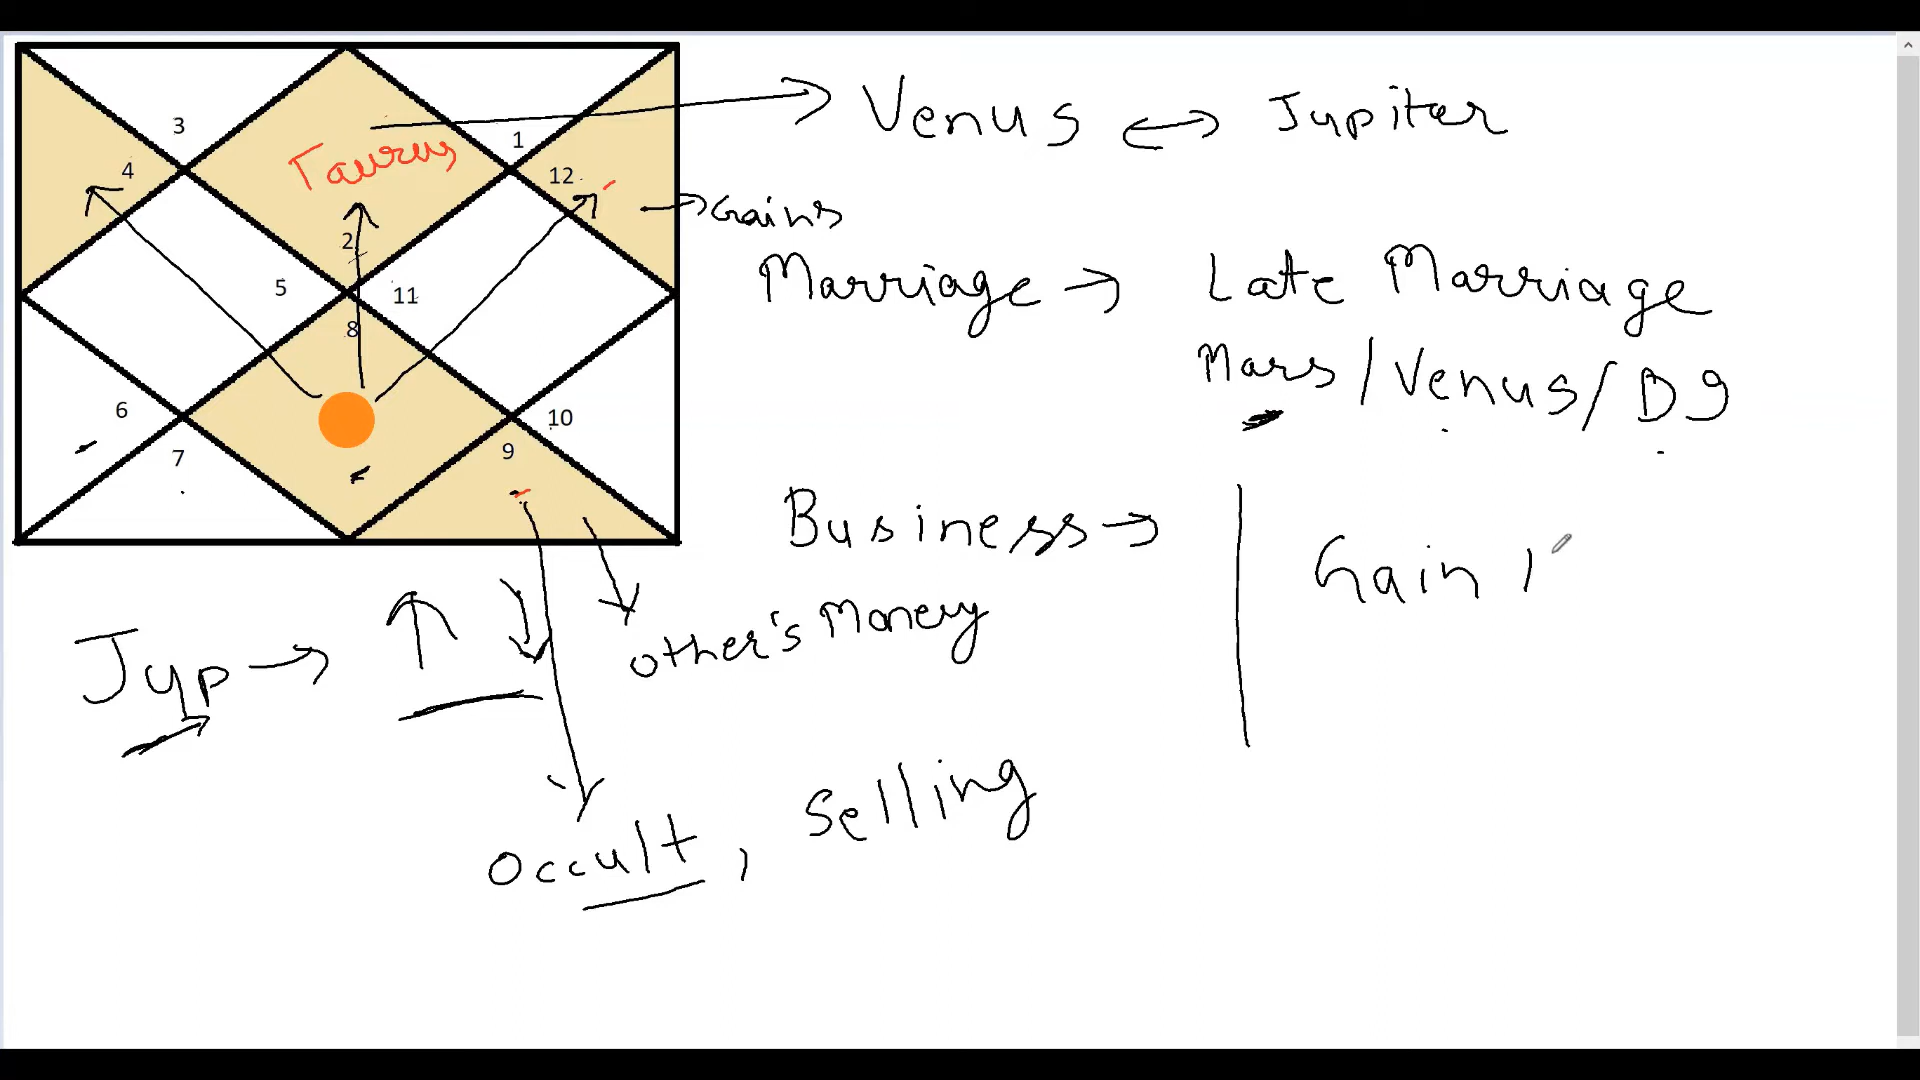 3
1
4
Taurus
12
2
5
11
8
6
10
7
9
Venus ↔ Jupiter
→ Gains
Marriage → Late Marriage
Mars / Venus / D9
Business → Gain
Jup → ↑ ↓
other's Money
occult, Selling